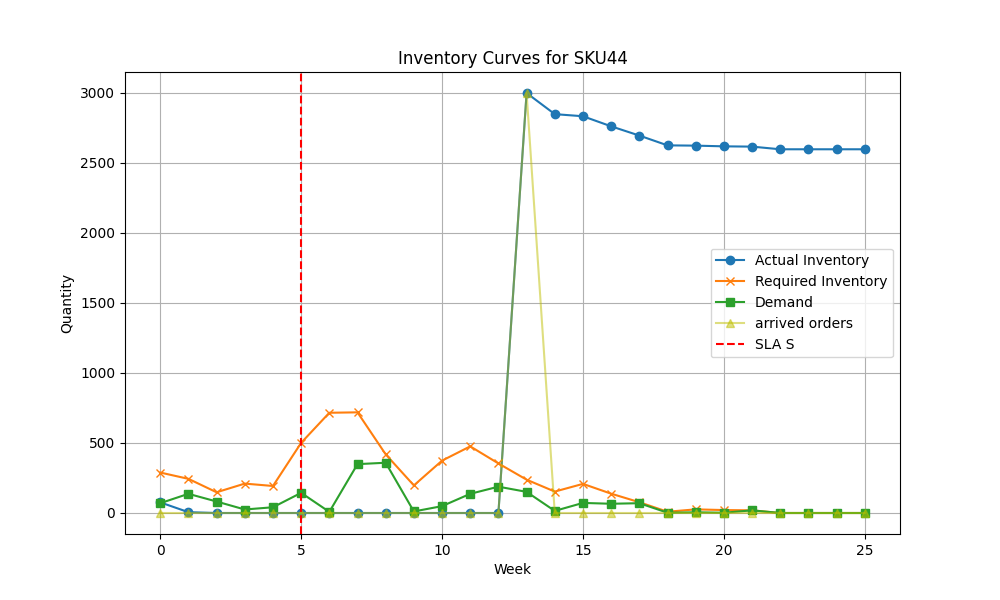 Inventory Curves for SKU44
Quantity
3000
2500
2000
1500
1000
500
0
Actual Inventory
Required Inventory
Demand
arrived orders
SLA S
0 5 10 15 20 25
Week